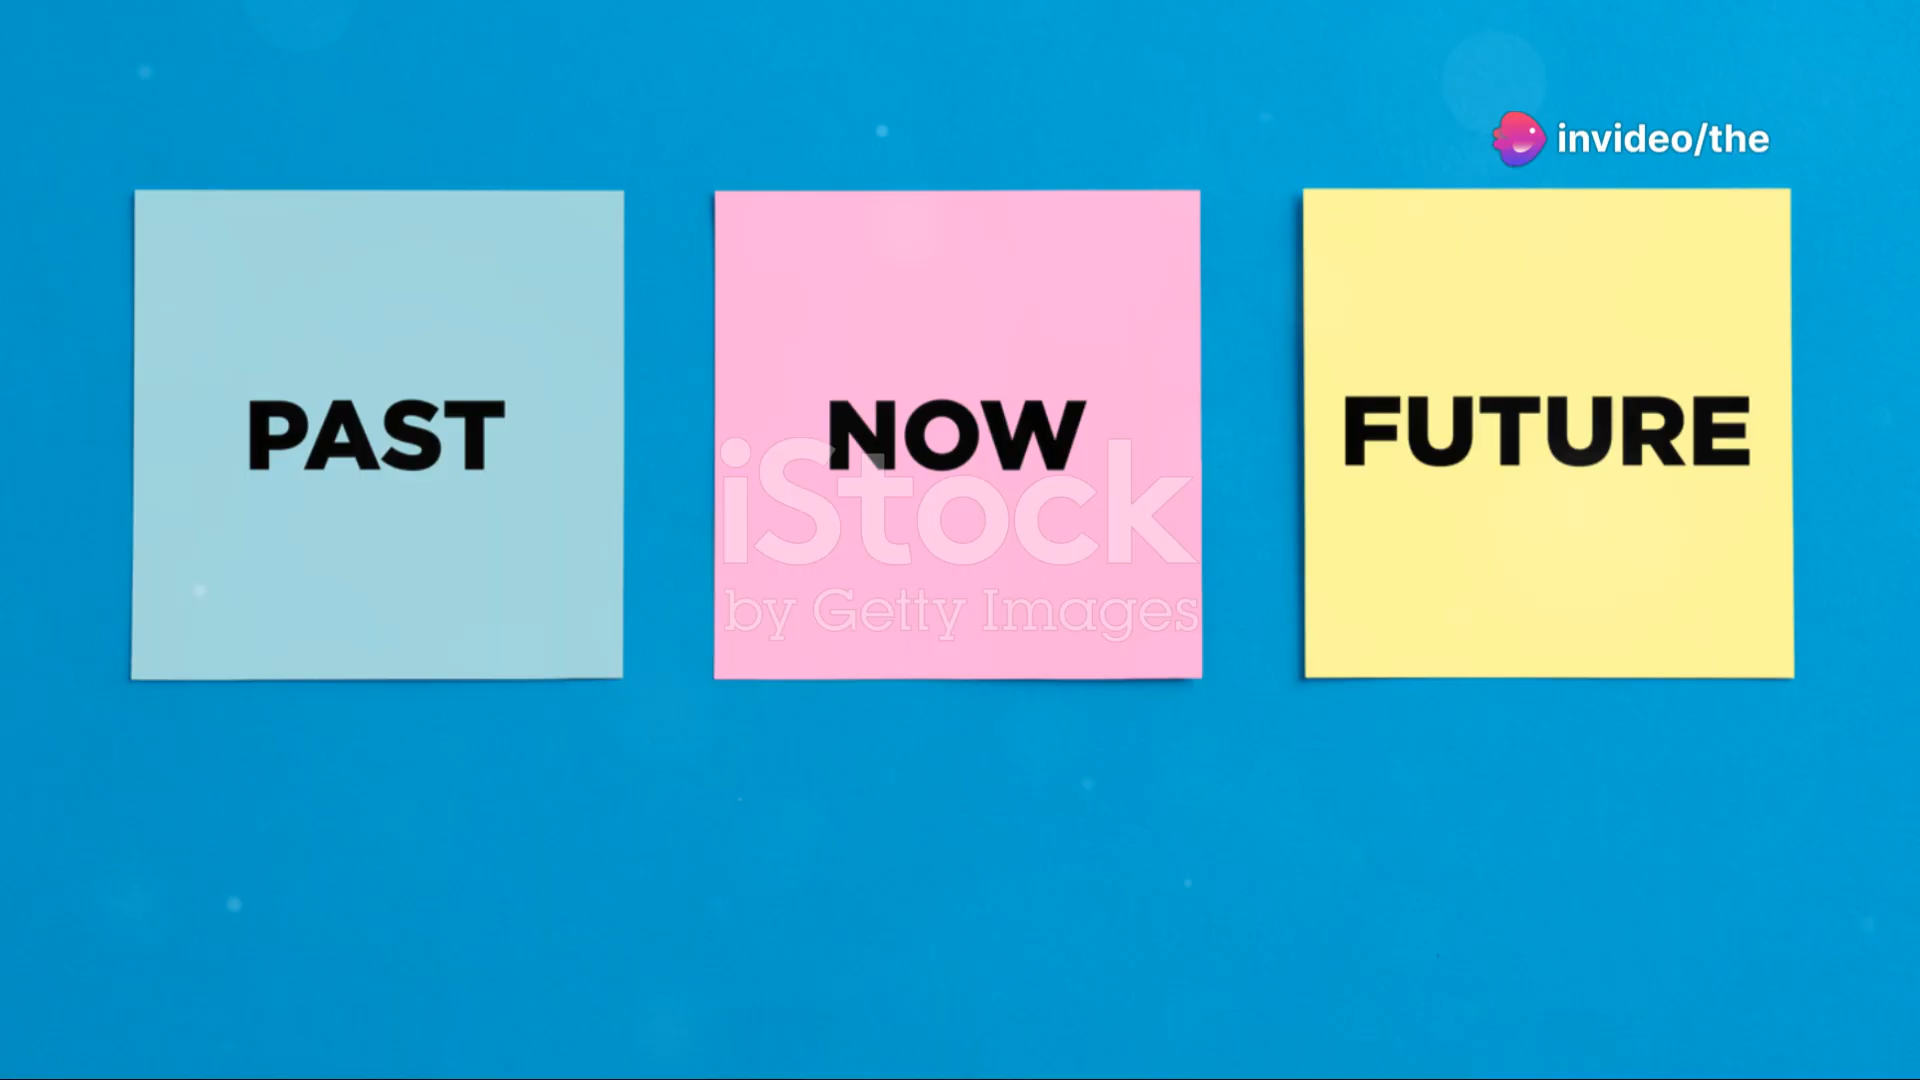 invideo/the
PAST
NOW
FUTURE
iStock
by Getty Images